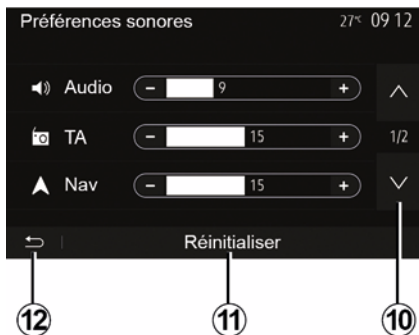 Préférences sonores 27°C 09 12
Audio - 9 +
TA - 15 + 1/2
Nav - 15 +
Réinitialiser
12 11 10